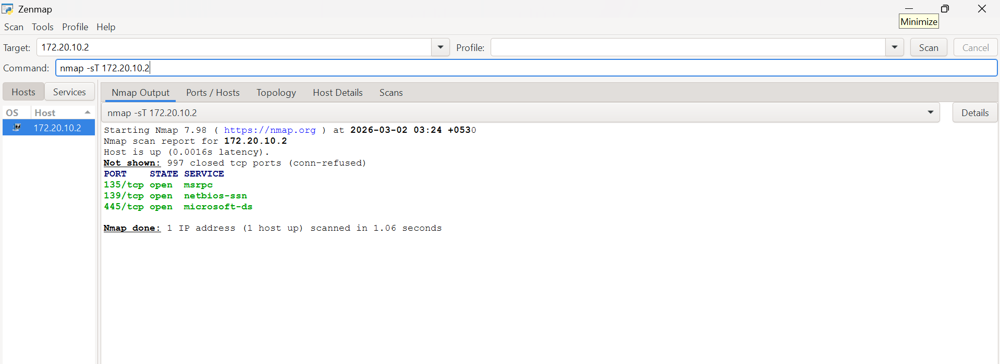 Zenmap
Minimize
Scan Tools Profile Help
Target: 172.20.10.2 Profile: Scan Cancel
Command: nmap -sT 172.20.10.2
Hosts Services Nmap Output Ports / Hosts Topology Host Details Scans
OS Host nmap -sT 172.20.10.2 Details
172.20.10.2
Starting Nmap 7.98 ( https://nmap.org ) at 2026-03-02 03:24 +0530
Nmap scan report for 172.20.10.2
Host is up (0.0016s latency).
Not shown: 997 closed tcp ports (conn-refused)
PORT    STATE SERVICE
135/tcp open  msrpc
139/tcp open  netbios-ssn
445/tcp open  microsoft-ds
Nmap done: 1 IP address (1 host up) scanned in 1.06 seconds